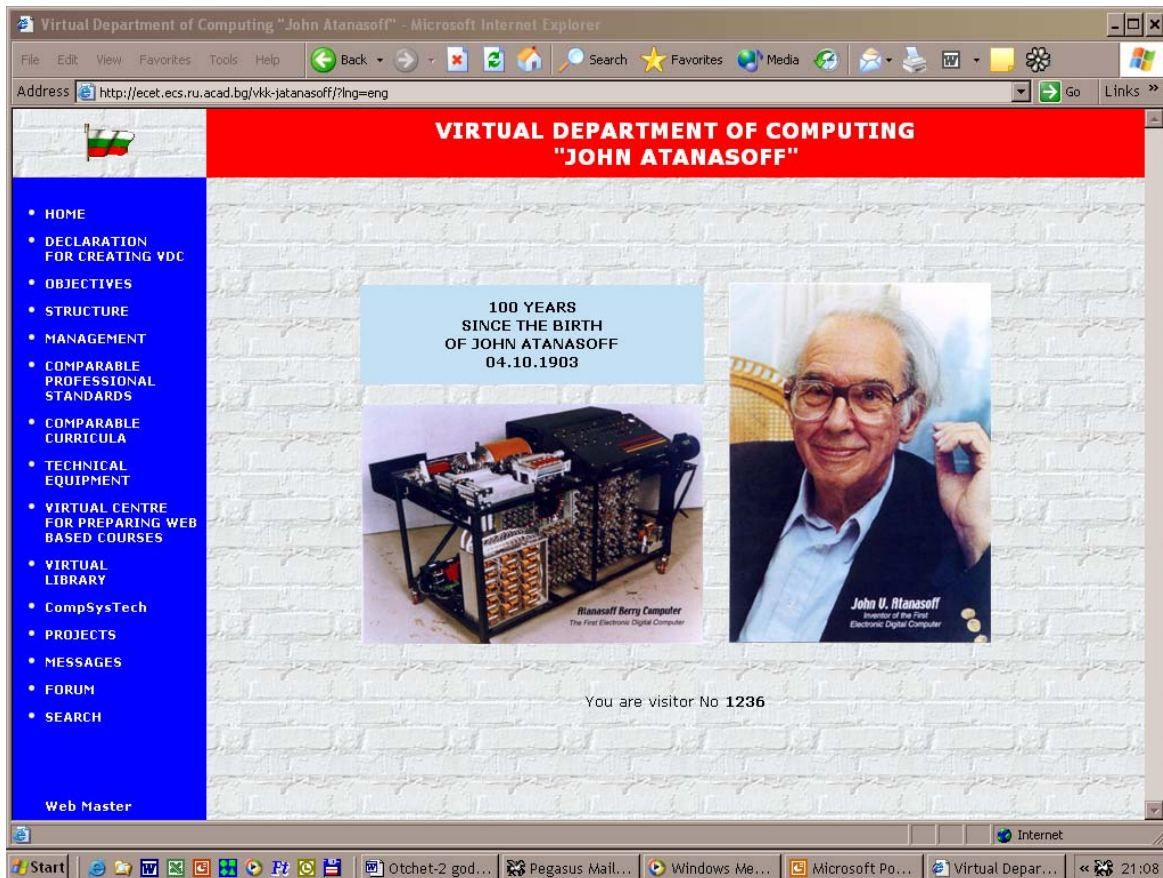 Virtual Department of Computing "John Atanasoff" - Microsoft Internet Explorer
File Edit View Favorites Tools Help Back Search Favorites Media
Address http://ecet.ecs.ru.acad.bg/vkk-jatanasoff/?lng=eng Go Links »
VIRTUAL DEPARTMENT OF COMPUTING
"JOHN ATANASOFF"
• HOME
• DECLARATION
FOR CREATING VDC
• OBJECTIVES
• STRUCTURE
• MANAGEMENT
• COMPARABLE
PROFESSIONAL
STANDARDS
• COMPARABLE
CURRICULA
• TECHNICAL
EQUIPMENT
• VIRTUAL CENTRE
FOR PREPARING WEB
BASED COURSES
• VIRTUAL
LIBRARY
• CompSysTech
• PROJECTS
• MESSAGES
• FORUM
• SEARCH
Web Master
100 YEARS
SINCE THE BIRTH
OF JOHN ATANASOFF
04.10.1903
Atanasoff Berry Computer
The First Electronic Digital Computer
John V. Atanasoff
Inventor of the First
Electronic Digital Computer
You are visitor No 1236
Internet
Start Otchet-2 god... Pegasus Mail... Windows Me... Microsoft Po... Virtual Depar... « 21:08